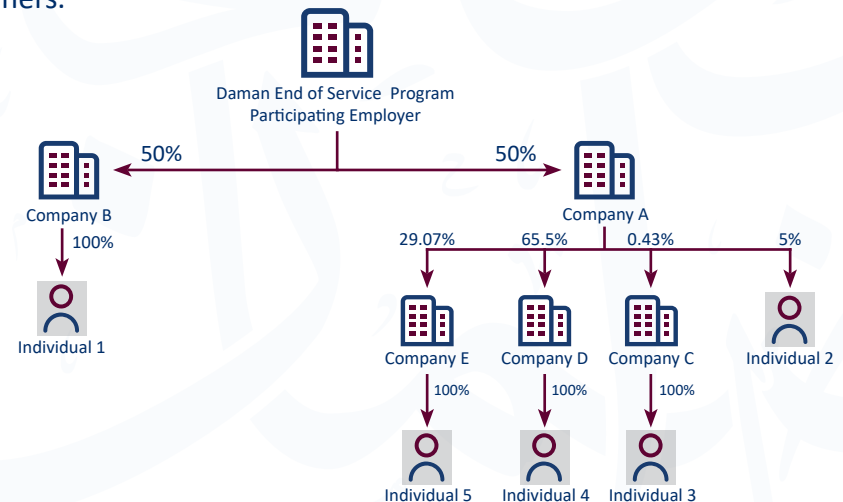 Daman End of Service Program
Participating Employer
50%
50%
Company B
Company A
100%
29.07%
65.5%
0.43%
5%
Individual 1
Company E
Company D
Company C
Individual 2
100%
100%
100%
Individual 5
Individual 4
Individual 3